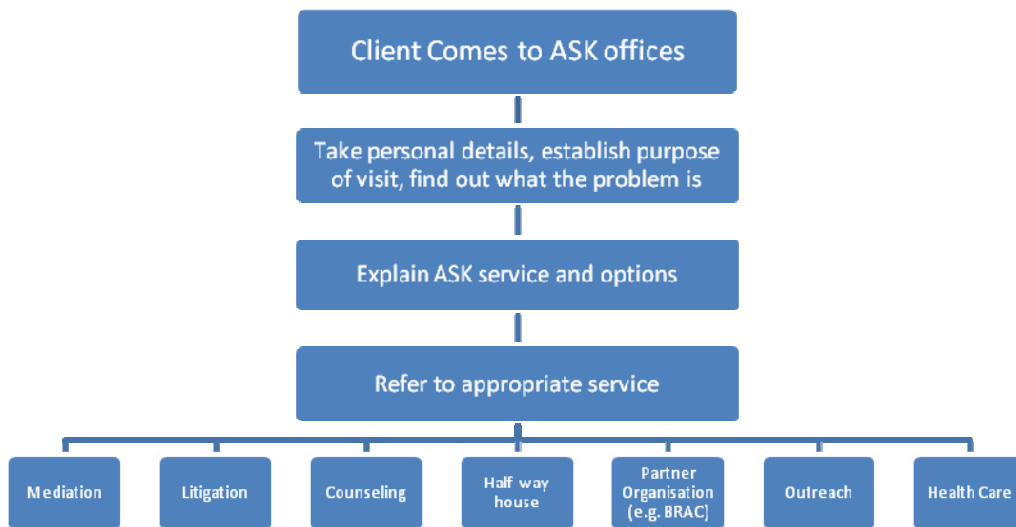 Client Comes to ASK offices
Take personal details, establish purpose
of visit, find out what the problem is
Explain ASK service and options
Refer to appropriate service
Mediation
Litigation
Counseling
Half way
house
Partner
Organisation
(e.g. BRAC)
Outreach
Health Care